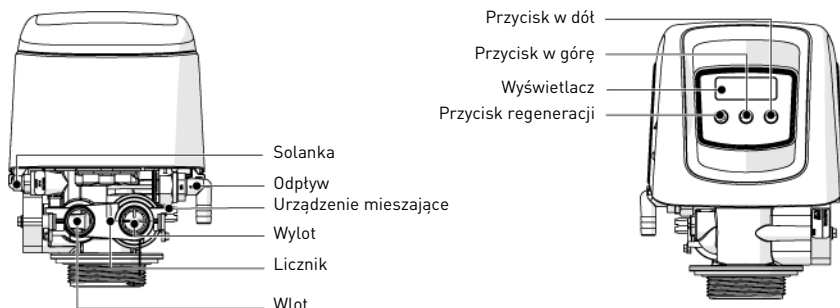 Solanka
Odpływ
Urządzenie mieszające
Wylot
Licznik
Wlot
Przycisk w dół
Przycisk w górę
Wyświetlacz
Przycisk regeneracji